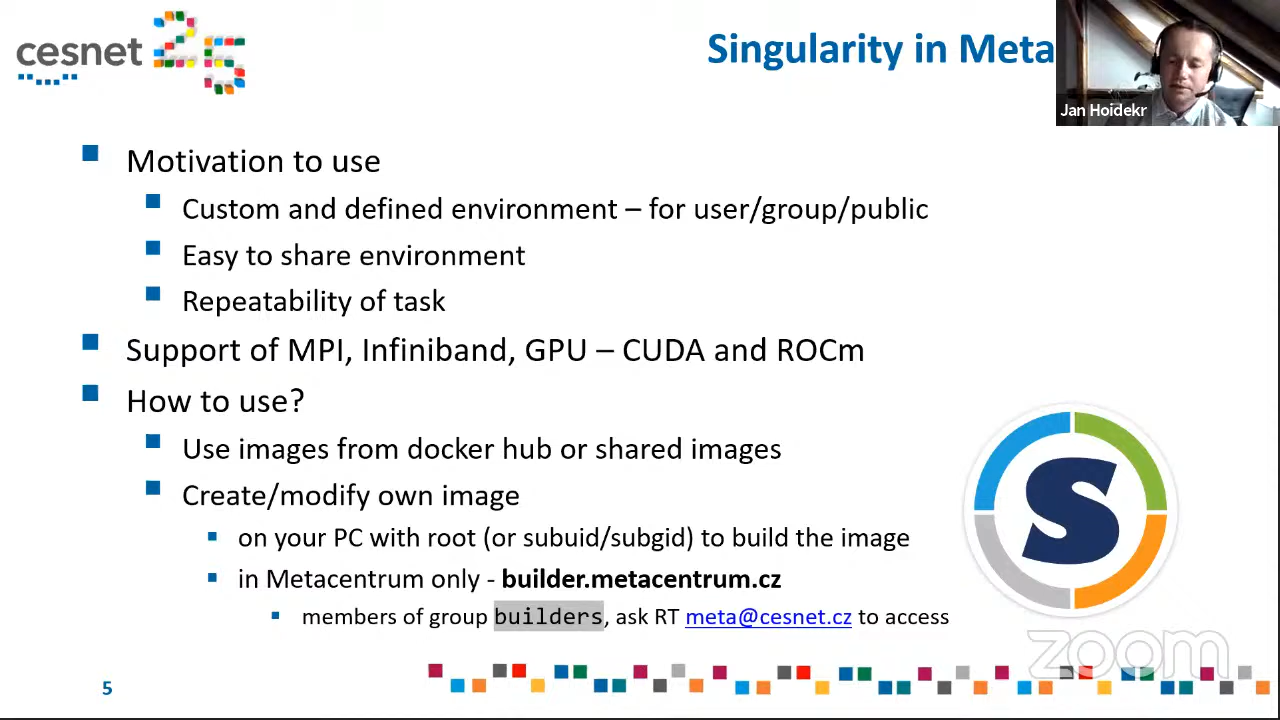 cesnet
Singularity in Meta
Jan Hoidekr
Motivation to use
Custom and defined environment – for user/group/public
Easy to share environment
Repeatability of task
Support of MPI, Infiniband, GPU – CUDA and ROCm
How to use?
Use images from docker hub or shared images
Create/modify own image
on your PC with root (or subuid/subgid) to build the image
in Metacentrum only - builder.metacentrum.cz
members of group builders, ask RT meta@cesnet.cz to access
S
zoom
5